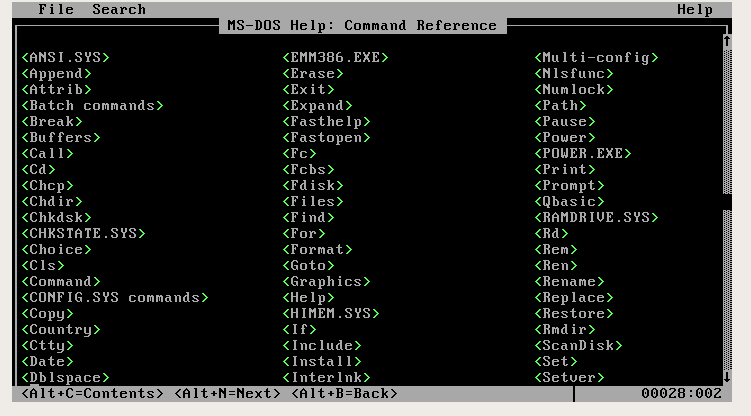 File Search Help
MS-DOS Help: Command Reference
<ANSI.SYS> <EMM386.EXE> <Multi-config>
<Append> <Erase> <Nlsfunc>
<Attrib> <Exit> <Numlock>
<Batch commands> <Expand> <Path>
<Break> <Fasthelp> <Pause>
<Buffers> <Fastopen> <Power>
<Call> <Fc> <POWER.EXE>
<Cd> <Fcbs> <Print>
<Chcp> <Fdisk> <Prompt>
<Chdir> <Files> <Qbasic>
<Chkdsk> <Find> <RAMDRIVE.SYS>
<CHKSTATE.SYS> <For> <Rd>
<Choice> <Format> <Rem>
<Cls> <Goto> <Ren>
<Command> <Graphics> <Rename>
<CONFIG.SYS commands> <Help> <Replace>
<Copy> <HIMEM.SYS> <Restore>
<Country> <If> <Rmdir>
<Ctty> <Include> <ScanDisk>
<Date> <Install> <Set>
<Dblspace> <Interlnk> <Setver>
<Alt+C=Contents> <Alt+N=Next> <Alt+B=Back> 00028:002